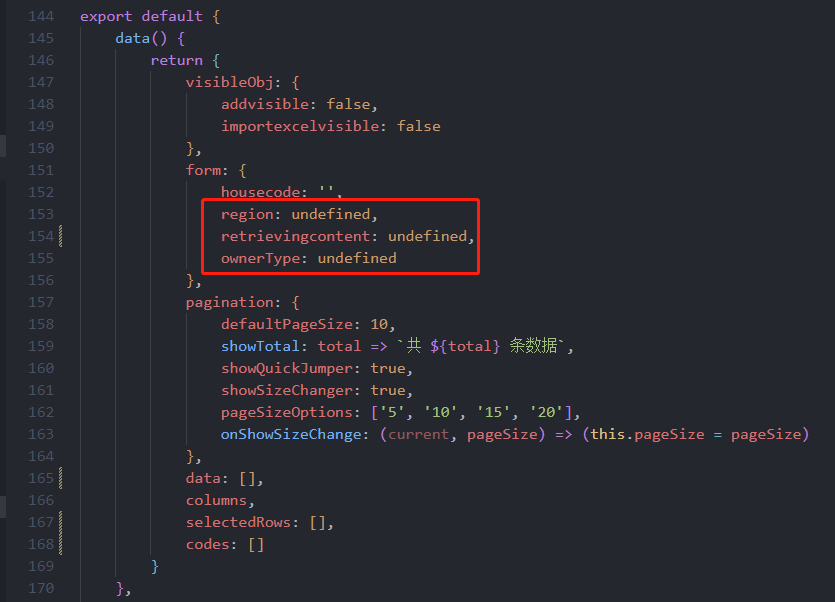 144 export default {
145 data() {
146 return {
147 visibleObj: {
148 addvisible: false,
149 importexcelvisible: false
150 },
151 form: {
152 housecode: '',
153 region: undefined,
154 retrievingcontent: undefined,
155 ownerType: undefined
156 },
157 pagination: {
158 defaultPageSize: 10,
159 showTotal: total => `共 ${total} 条数据`,
160 showQuickJumper: true,
161 showSizeChanger: true,
162 pageSizeOptions: ['5', '10', '15', '20'],
163 onShowSizeChange: (current, pageSize) => (this.pageSize = pageSize)
164 },
165 data: [],
166 columns,
167 selectedRows: [],
168 codes: []
169 }
170 },